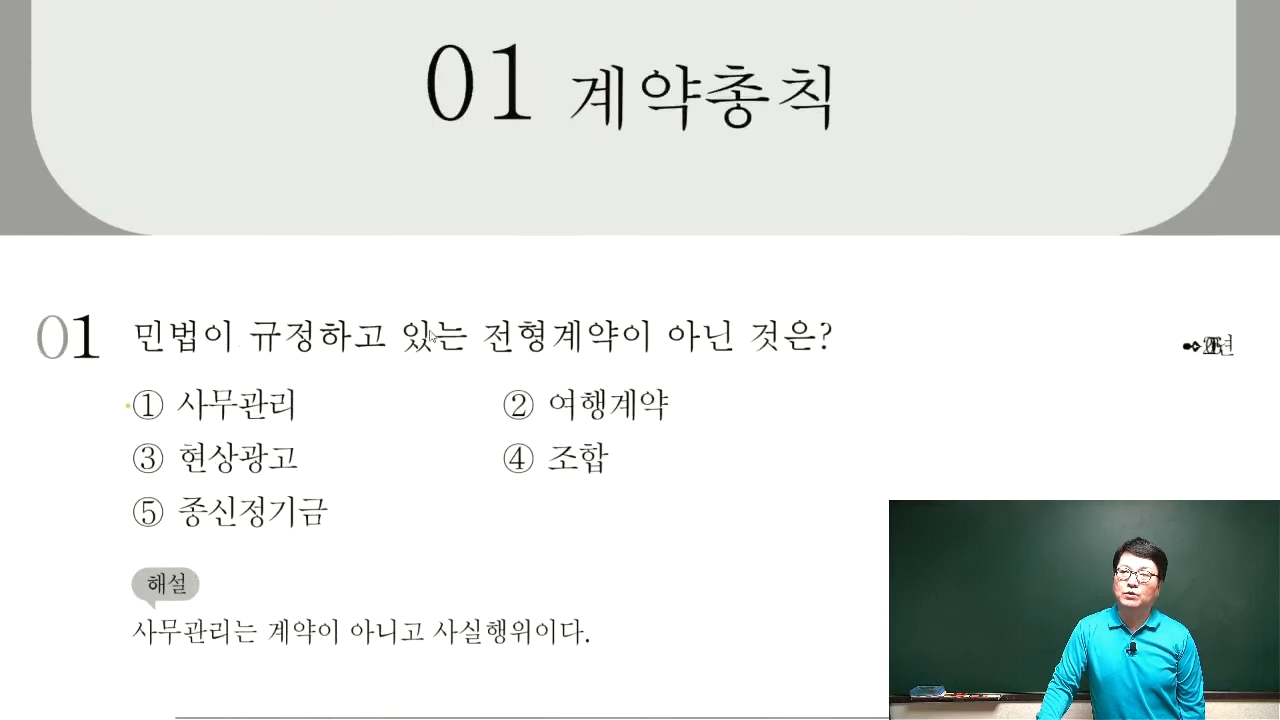 01 계약총칙
01 민법이 규정하고 있는 전형계약이 아닌 것은?
① 사무관리 ② 여행계약
③ 현상광고 ④ 조합
⑤ 종신정기금
해설
사무관리는 계약이 아니고 사실행위이다.